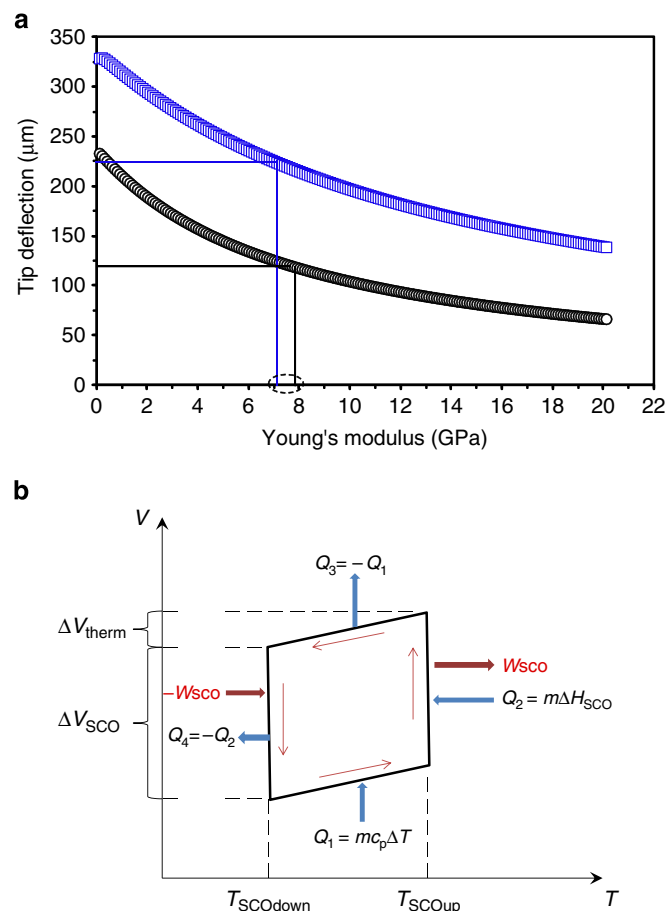 a
350
300
250
200
150
100
50
0
0 2 4 6 8 10 12 14 16 18 20 22
Tip deflection (μm)
Young's modulus (GPa)
b
V
Q3= – Q1
ΔVtherm
–Wsco
Wsco
ΔVSCO
Q2 = mΔHSCO
Q4=–Q2
Q1 = mcpΔT
TSCOdown
TSCOup
T